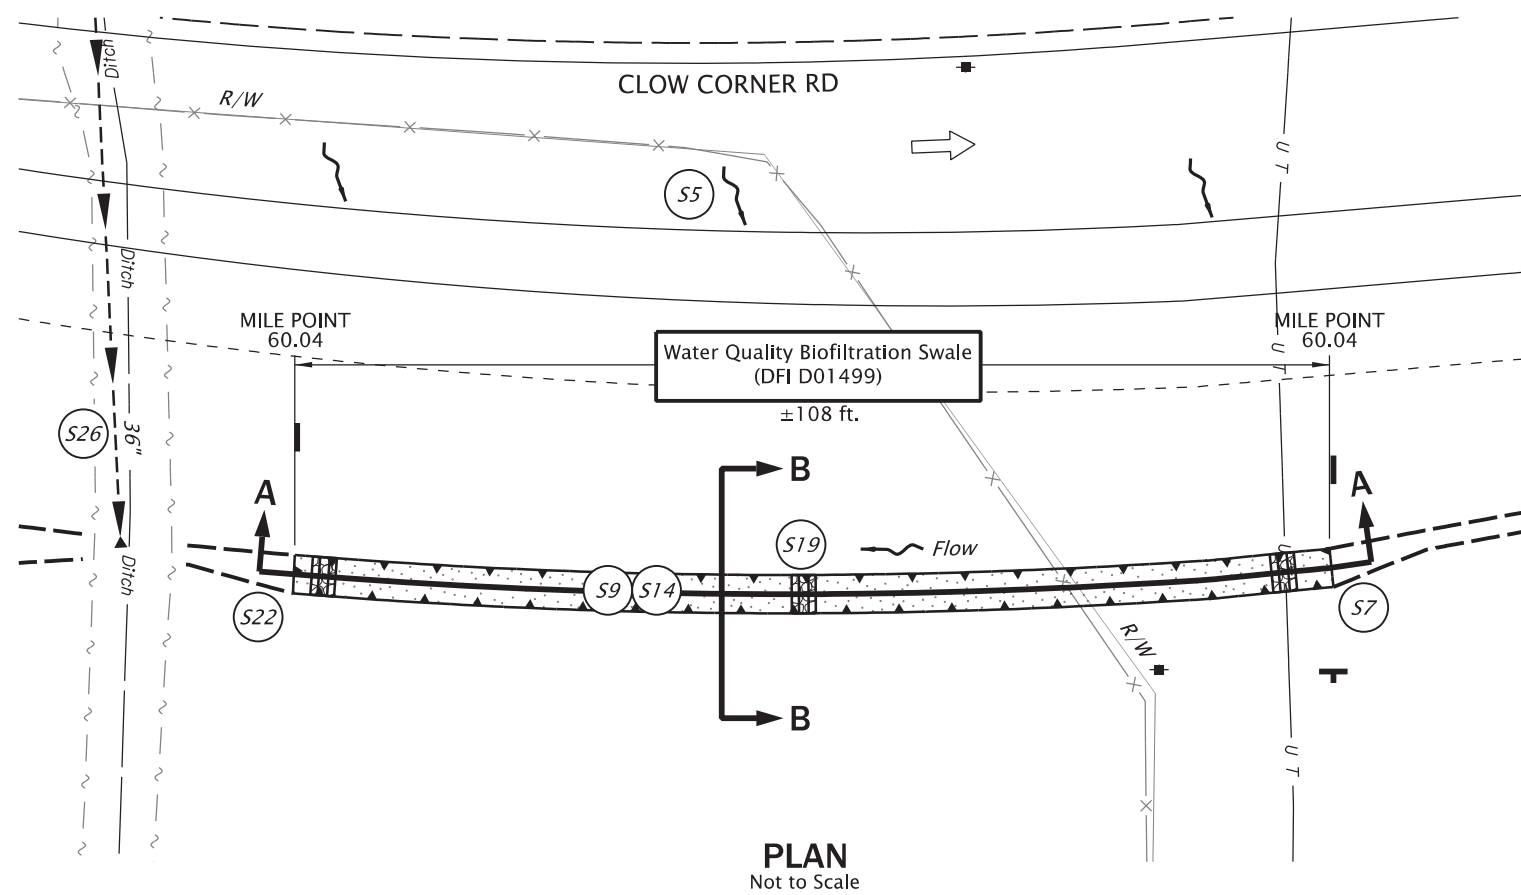 Ditch
CLOW CORNER RD
R/W
S5
U T
Ditch
MILE POINT
60.04
MILE POINT
60.04
Water Quality Biofiltration Swale
(DFI D01499)
U T
±108 ft.
S26
36"
B
A
A
S19
Flow
U
Ditch
S9
S14
S22
S7
R/W
B
U T
PLAN
Not to Scale